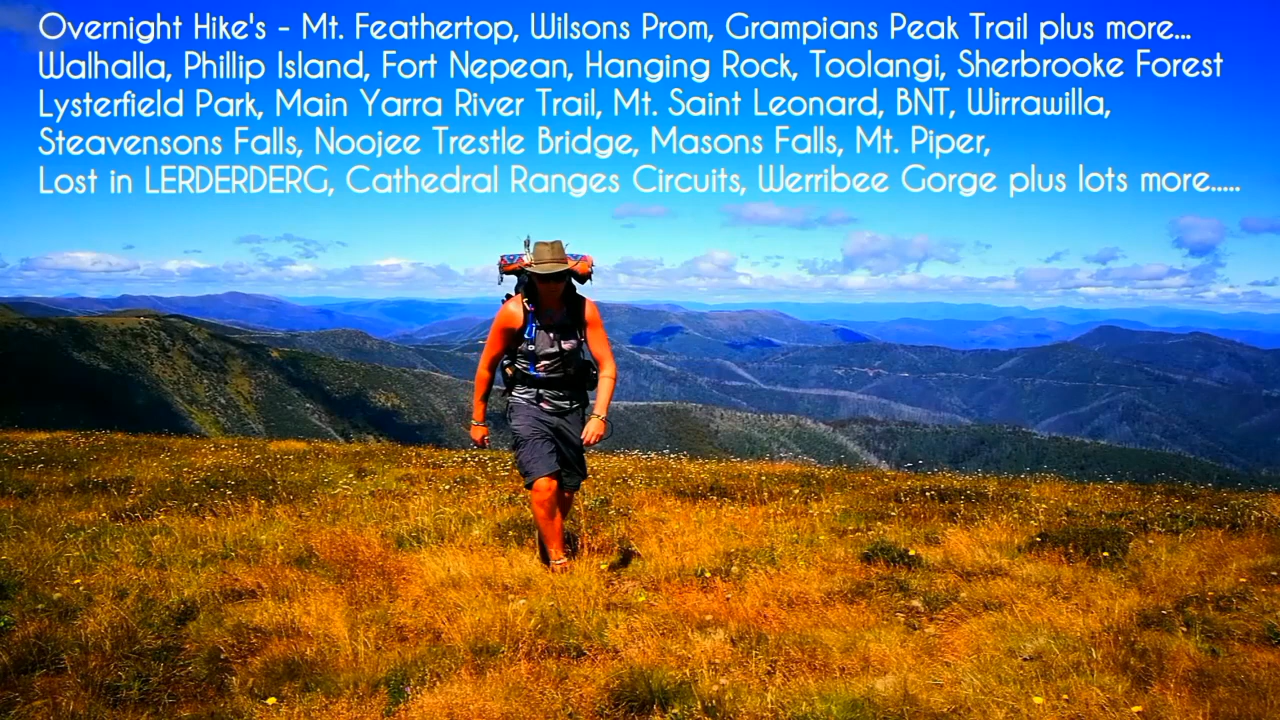 Overnight Hike's - Mt. Feathertop, Wilsons Prom, Grampians Peak Trail plus more...
Walhalla, Phillip Island, Fort Nepean, Hanging Rock, Toolangi, Sherbrooke Forest
Lysterfield Park, Main Yarra River Trail, Mt. Saint Leonard, BNT, Wirrawilla,
Steavensons Falls, Noojee Trestle Bridge, Masons Falls, Mt. Piper,
Lost in LERDERDERG, Cathedral Ranges Circuits, Werribee Gorge plus lots more.....